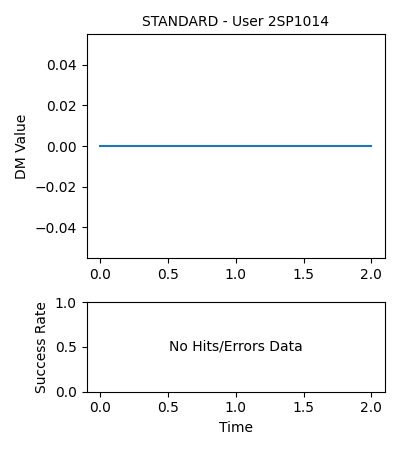 STANDARD - User 2SP1014
DM Value
0.04
0.02
0.00
−0.02
−0.04
0.0 0.5 1.0 1.5 2.0
Success Rate
1.0
0.5
0.0
No Hits/Errors Data
0.0 0.5 1.0 1.5 2.0
Time